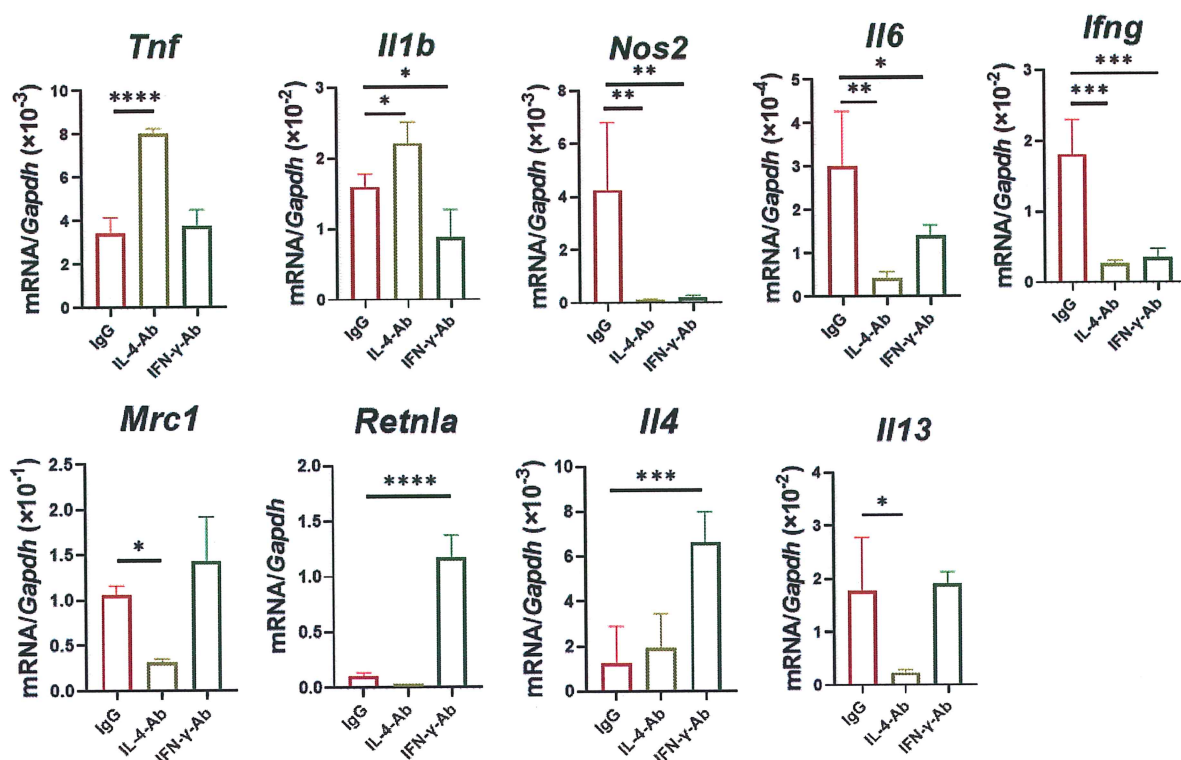 Tnf
****
mRNA/Gapdh (×10-3)
10
8
6
4
2
0
IgG
IL-4-Ab
IFN-γ-Ab
Il1b
*
*
mRNA/Gapdh (×10-2)
3
2
1
0
IgG
IL-4-Ab
IFN-γ-Ab
Nos2
**
**
mRNA/Gapdh (×10-3)
8
6
4
2
0
IgG
IL-4-Ab
IFN-γ-Ab
Il6
*
**
mRNA/Gapdh (×10-4)
5
4
3
2
1
0
IgG
IL-4-Ab
IFN-γ-Ab
Ifng
***
***
mRNA/Gapdh (×10-2)
3
2
1
0
IgG
IL-4-Ab
IFN-γ-Ab
Mrc1
*
mRNA/Gapdh (×10-1)
2.5
2.0
1.5
1.0
0.5
0.0
IgG
IL-4-Ab
IFN-γ-Ab
Retnla
****
mRNA/Gapdh
2.0
1.5
1.0
0.5
0.0
IgG
IL-4-Ab
IFN-γ-Ab
Il4
***
mRNA/Gapdh (×10-3)
10
8
6
4
2
0
IgG
IL-4-Ab
IFN-γ-Ab
Il13
*
mRNA/Gapdh (×10-2)
4
3
2
1
0
IgG
IL-4-Ab
IFN-γ-Ab